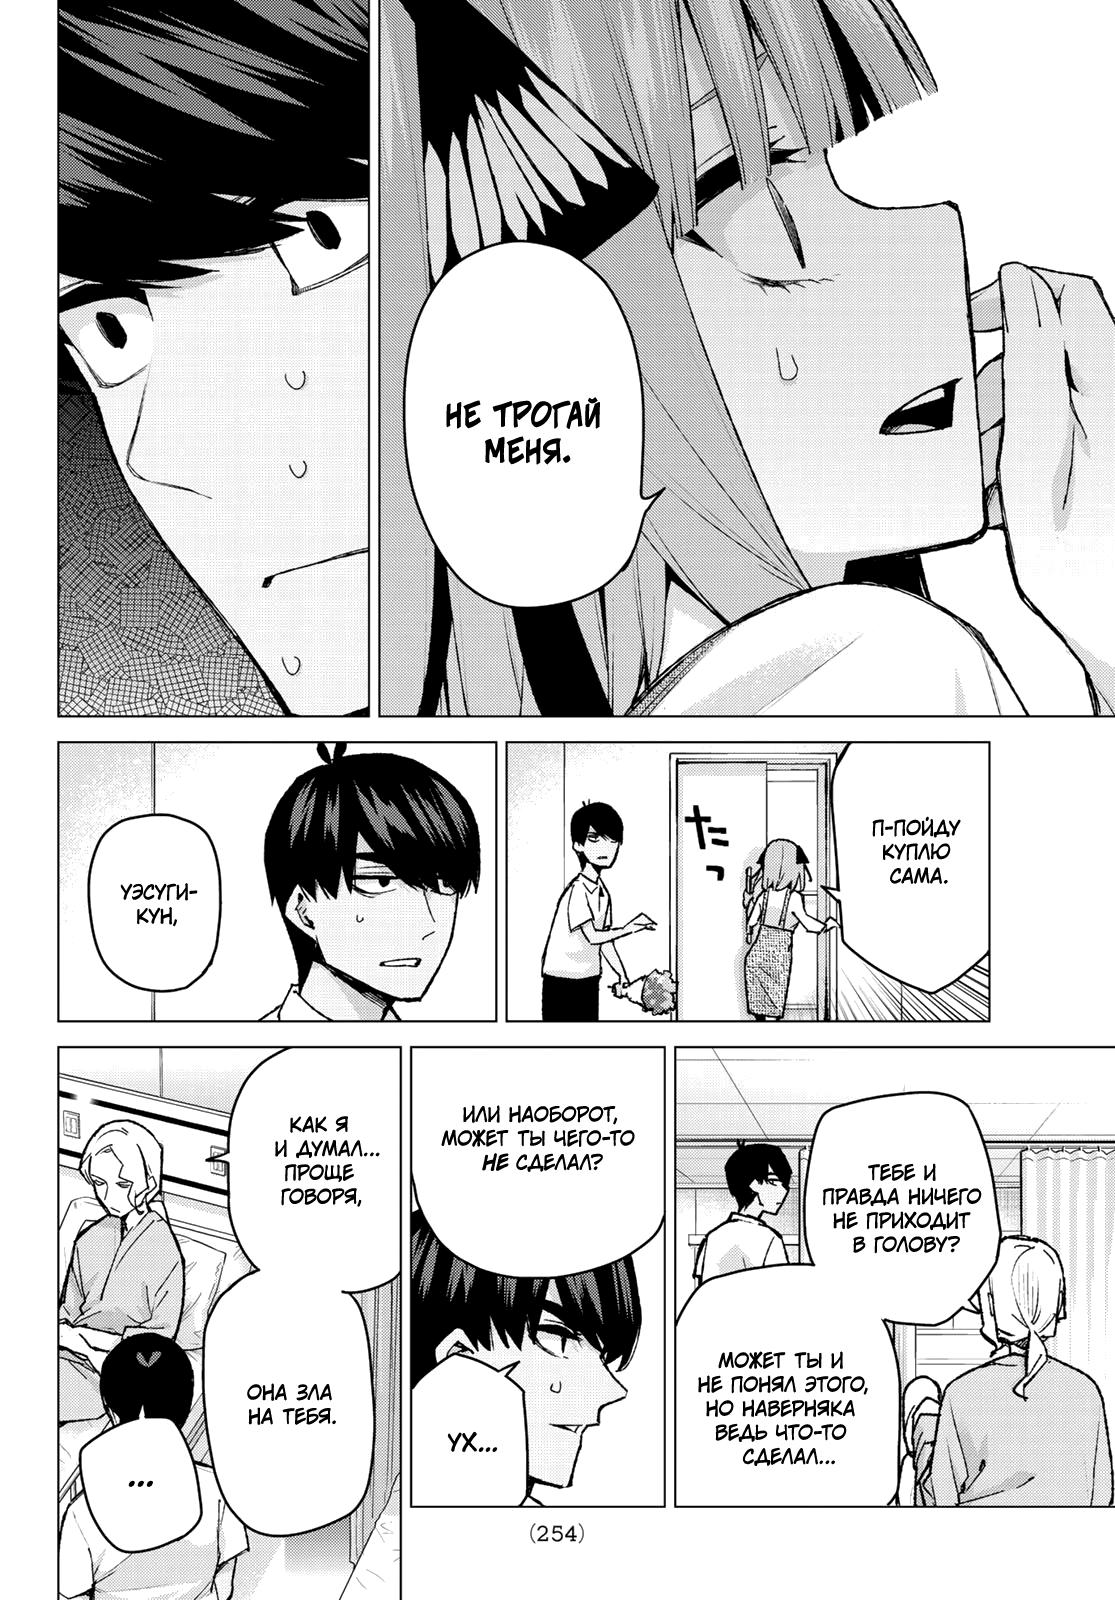 НЕ ТРОГАЙ
МЕНЯ.
П-ПОЙДУ
КУПЛЮ
САМА.
たっ
УЭСУГИ-
КУН,
ТЕБЕ И
ПРАВДА НИЧЕГО
НЕ ПРИХОДИТ
В ГОЛОВУ?
МОЖЕТ ТЫ И
НЕ ПОНЯЛ ЭТОГО,
НО НАВЕРНЯКА
ВЕДЬ ЧТО-ТО
СДЕЛАЛ...
ИЛИ НАОБОРОТ,
МОЖЕТ ТЫ ЧЕГО-ТО
НЕ СДЕЛАЛ?
УХ...
КАК Я
И ДУМАЛ...
ПРОЩЕ
ГОВОРЯ,
ОНА ЗЛА
НА ТЕБЯ.
...
(254)